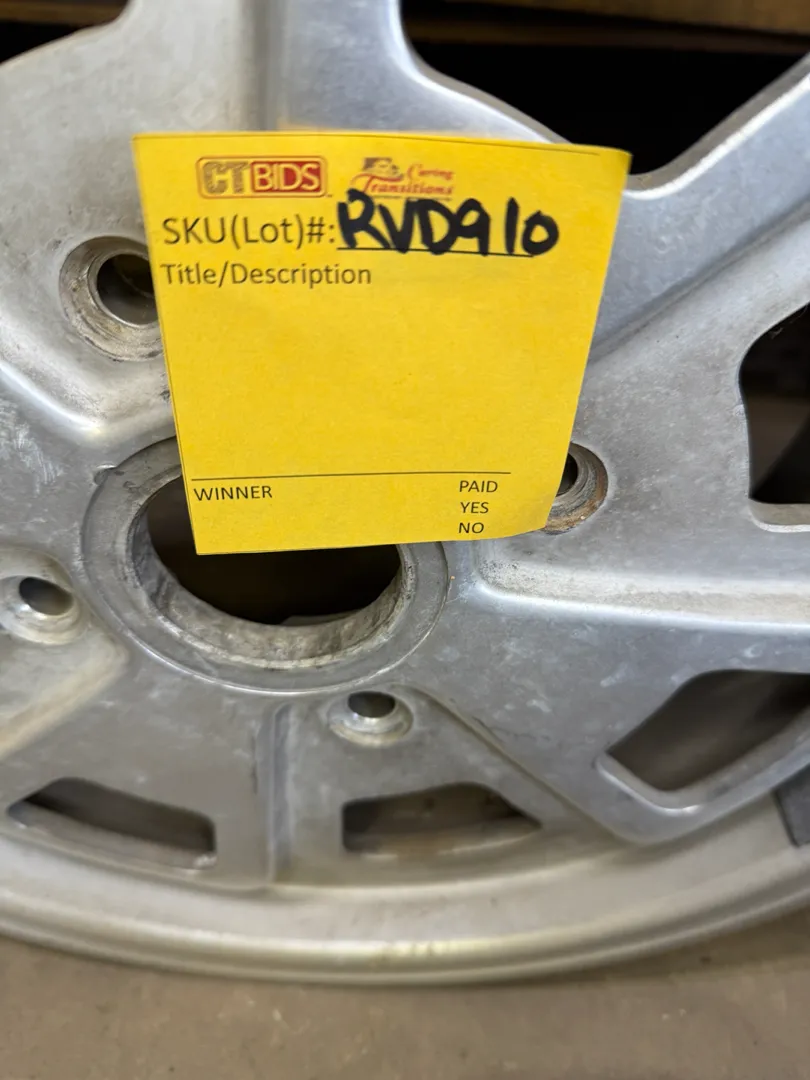 CTBIDS
Caring
Transitions
SKU(Lot)#: RVD910
Title/Description
WINNER
PAID
YES
NO